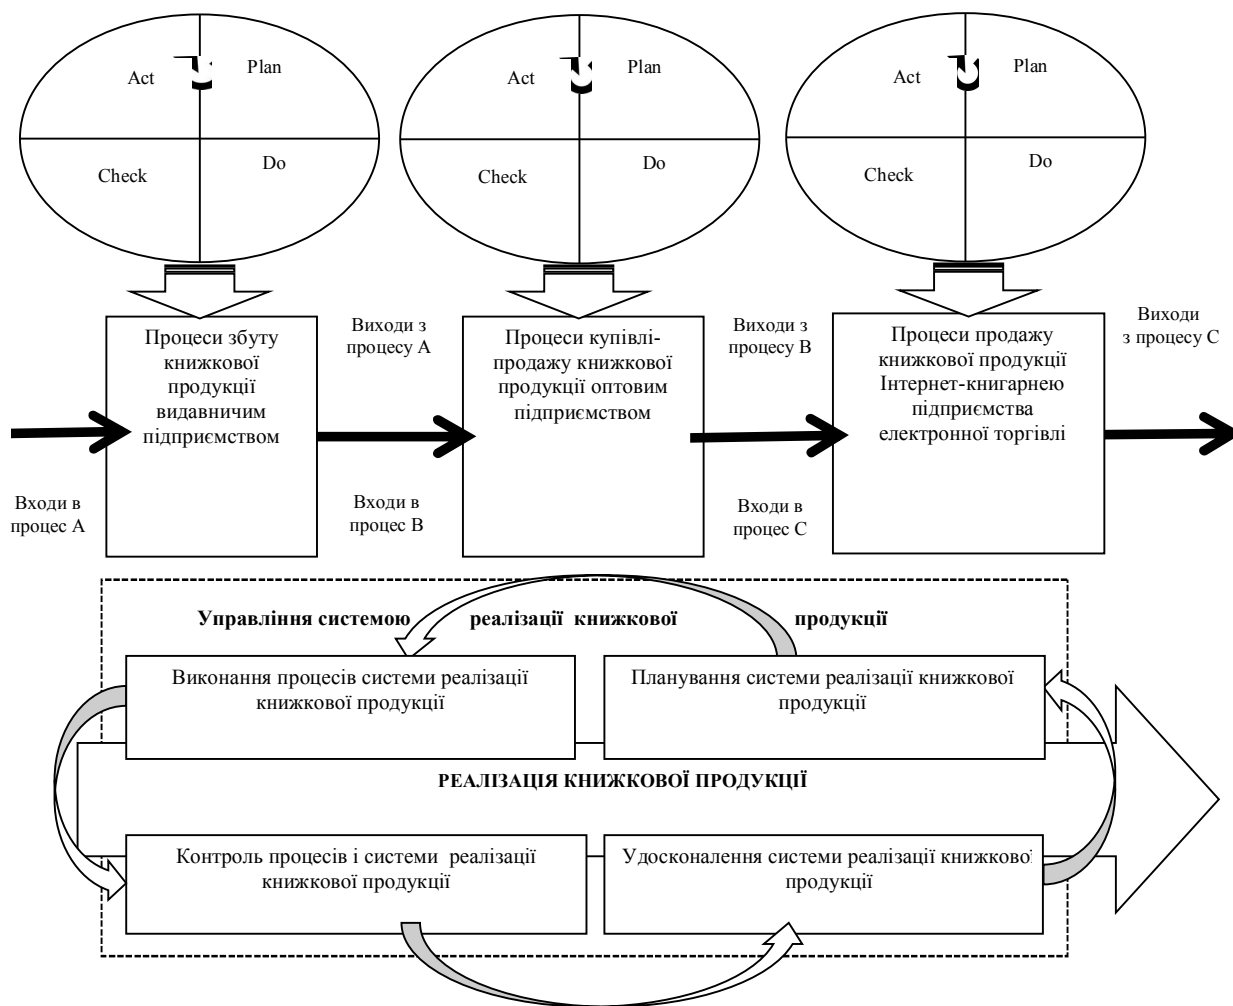 Act
Plan
Check
Do
Act
Plan
Check
Do
Act
Plan
Check
Do
Входи в
процес А
Процеси збуту
книжкової
продукції
видавничим
підприємством
Виходи з
процесу А
Входи в
процес В
Процеси купівлі-
продажу книжкової
продукції оптовим
підприємством
Виходи з
процесу В
Входи в
процес С
Процеси продажу
книжкової продукції
Інтернет-книгарнею
підприємства
електронної торгівлі
Виходи
з процесу С
Управління системою реалізації книжкової продукції
Виконання процесів системи реалізації
книжкової продукції
Планування системи реалізації книжкової
продукції
РЕАЛІЗАЦІЯ КНИЖКОВОЇ ПРОДУКЦІЇ
Контроль процесів і системи реалізації
книжкової продукції
Удосконалення системи реалізації книжкової
продукції